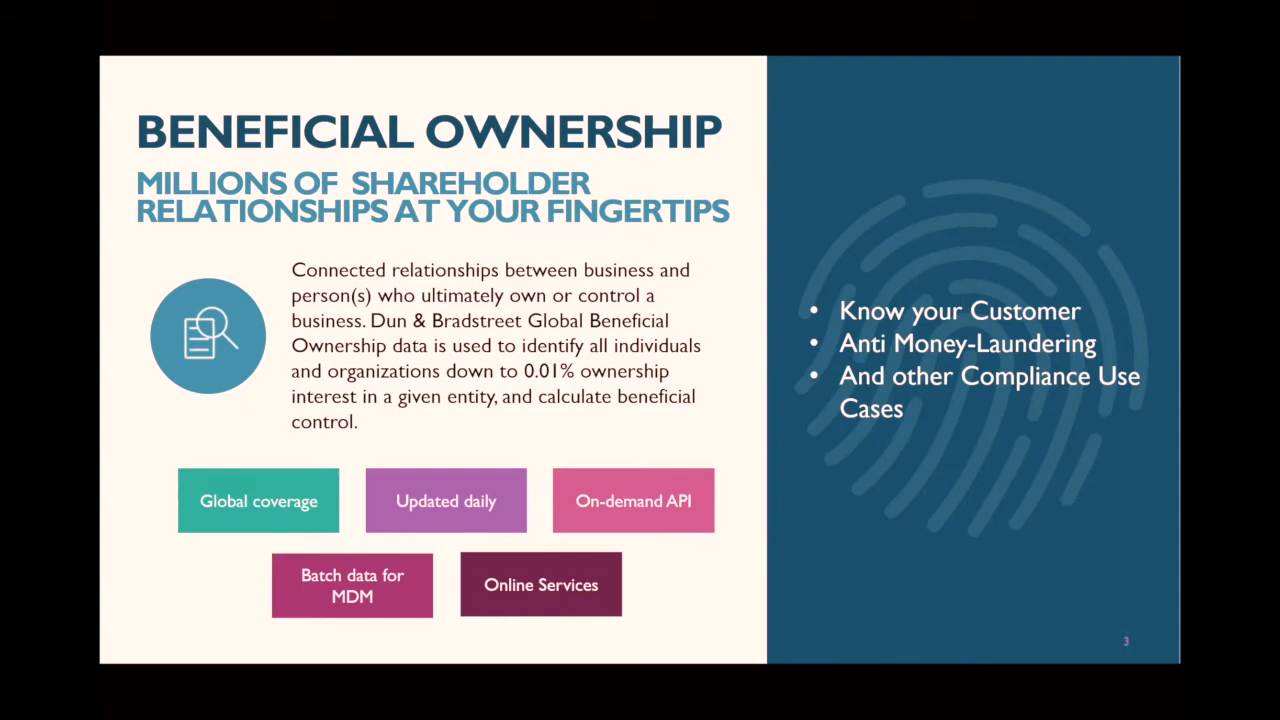 BENEFICIAL OWNERSHIP
MILLIONS OF SHAREHOLDER
RELATIONSHIPS AT YOUR FINGERTIPS
Connected relationships between business and
person(s) who ultimately own or control a
business. Dun & Bradstreet Global Beneficial
Ownership data is used to identify all individuals
and organizations down to 0.01% ownership
interest in a given entity, and calculate beneficial
control.
Global coverage
Updated daily
On-demand API
Batch data for
MDM
Online Services
• Know your Customer
• Anti Money-Laundering
• And other Compliance Use
Cases
3